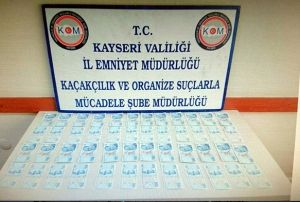 KOM
KOM
T.C.
KAYSERİ VALİLİĞİ
İL EMNİYET MÜDÜRLÜĞÜ
KAÇAKÇILIK VE ORGANİZE SUÇLARLA
MÜCADELE ŞUBE MÜDÜRLÜĞÜ